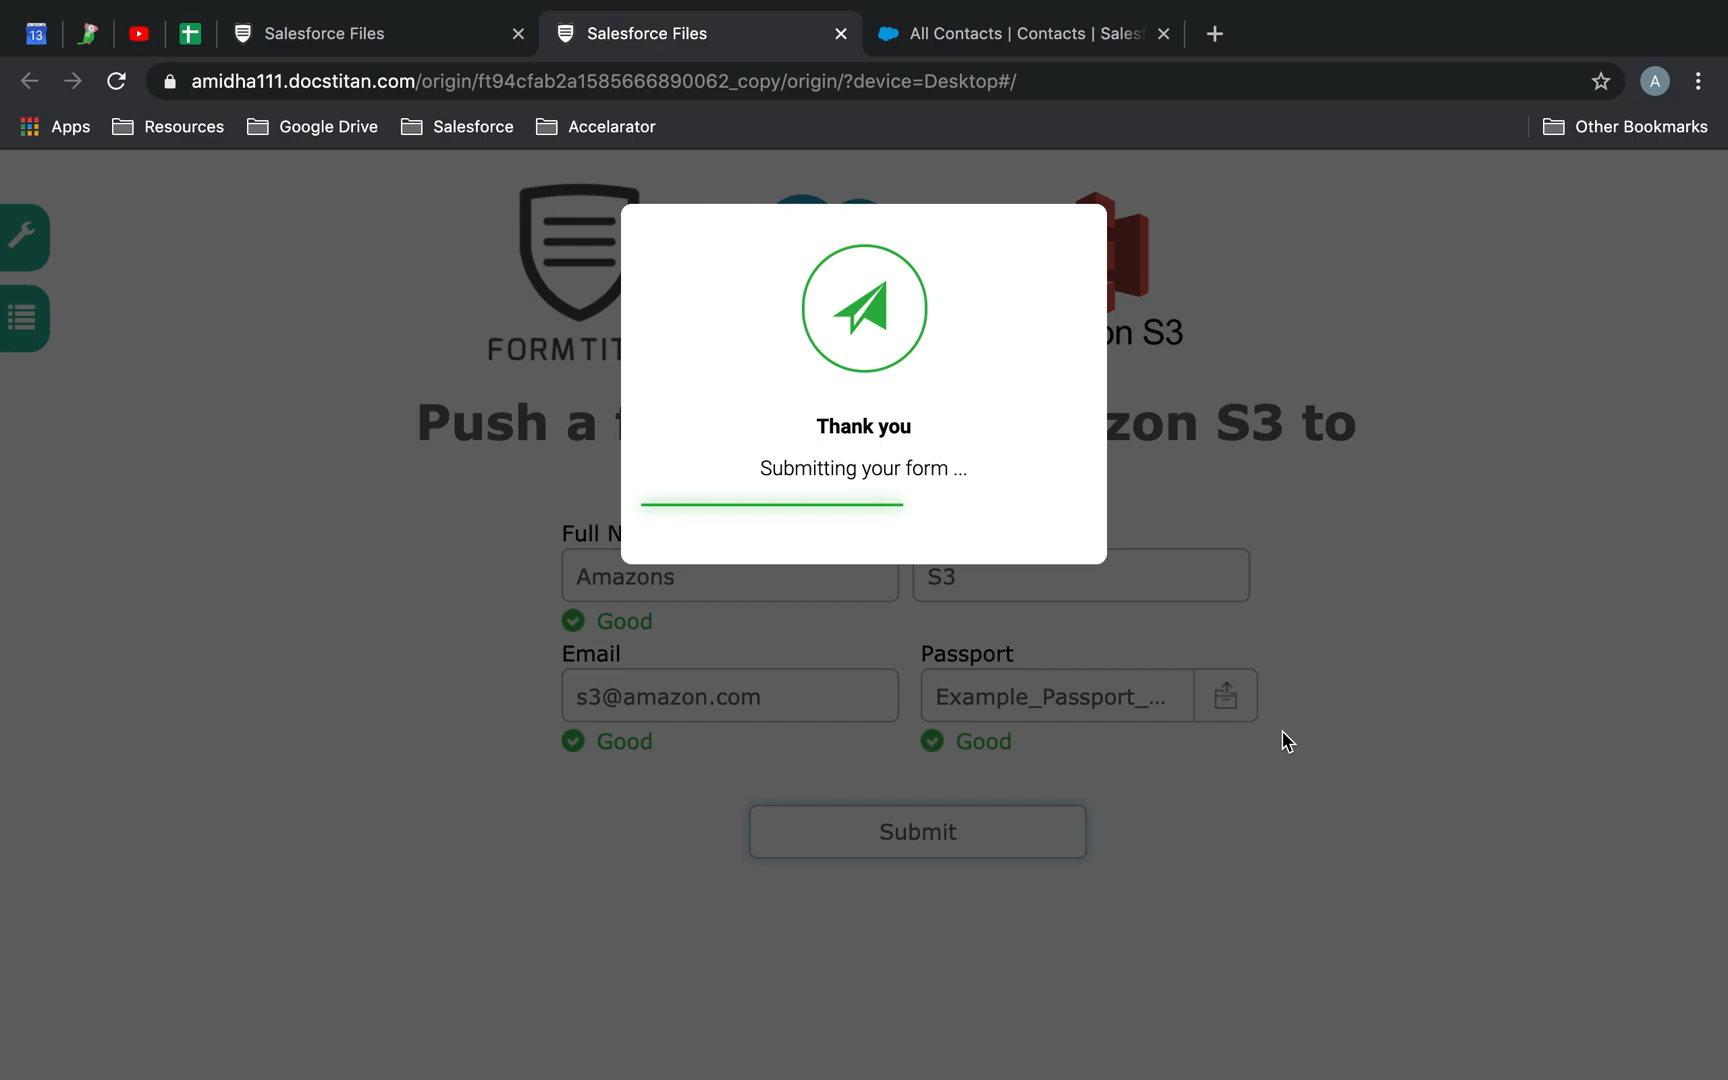 13
Salesforce Files
Salesforce Files
All Contacts | Contacts | Sales
amidha111.docstitan.com/origin/ft94cfab2a1585666890062_copy/origin/?device=Desktop#/
A
Apps
Resources
Google Drive
Salesforce
Accelarator
Other Bookmarks
FORMTIT
on S3
Push a
zon S3 to
Thank you
Submitting your form ...
Full N
Amazons
S3
Good
Email
Passport
s3@amazon.com
Example_Passport_...
Good
Good
Submit